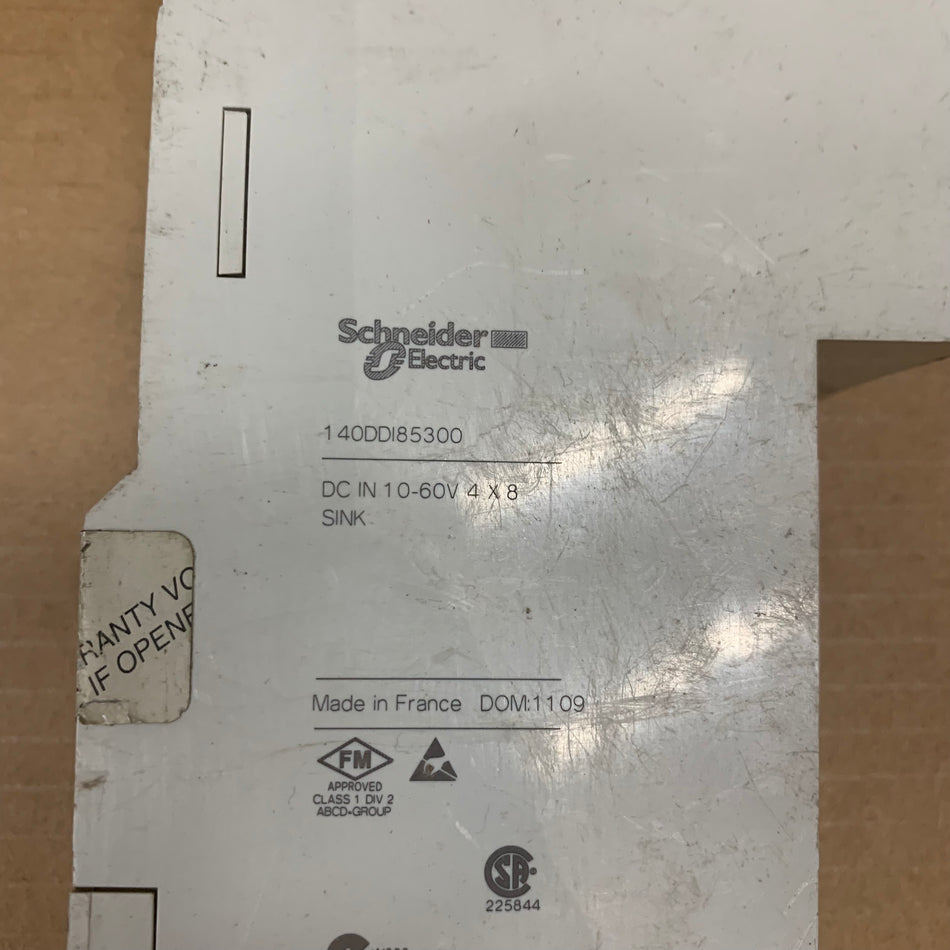 Schneider
Electric
140DDI85300
DC IN 10-60V 4 X 8
SINK
RANTY VO
IF OPENE
Made in France DOM:1109
FM
APPROVED
CLASS 1 DIV 2
ABCD-GROUP
SA
225844